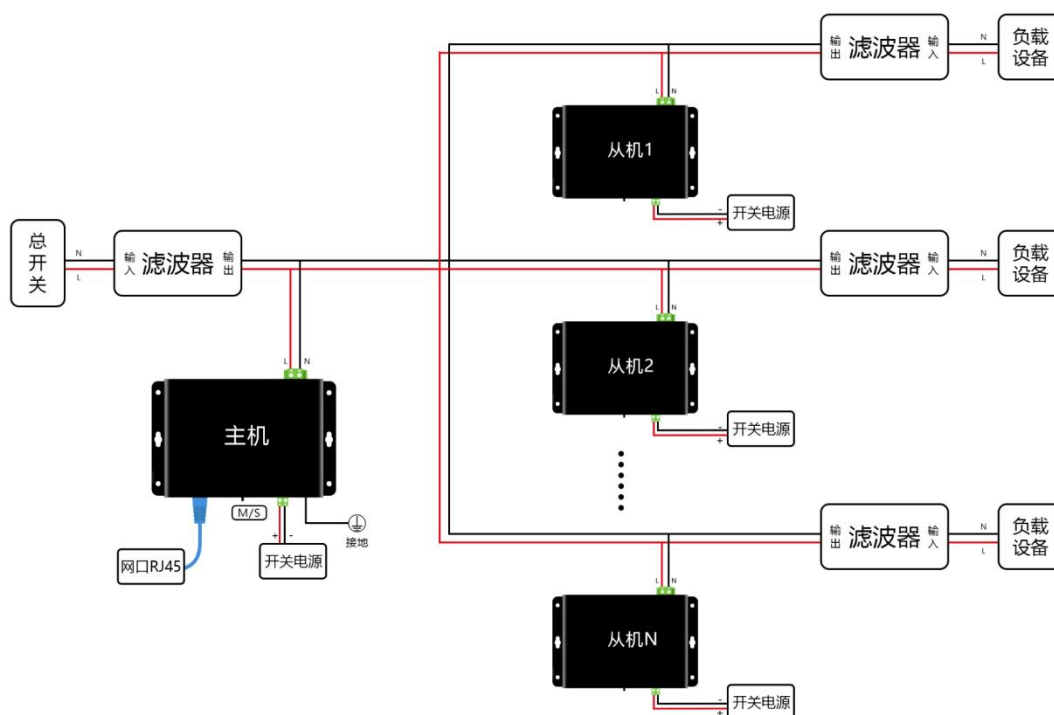 输出
滤波器
输入
N
L
负载
设备
L
N
从机1
-
+
开关电源
总开关
N
L
输入
滤波器
输出
输出
滤波器
输入
N
L
负载
设备
L
N
主机
M/S
+
-
接地
网口RJ45
开关电源
L
N
从机2
-
+
开关电源
输出
滤波器
输入
N
L
负载
设备
L
N
从机N
-
+
开关电源